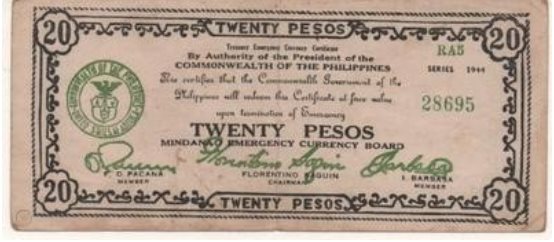 20 TWENTY PESOS 20
Treasury Emergency Currency Certificate
By Authority of the President of the
COMMONWEALTH OF THE PHILIPPINES
RA5
SERIES 1944
This certifies that the Commonwealth Government of the
Philippines will redeem this Certificate at face value
upon termination of Emergency
28695
TWENTY PESOS
MINDANAO EMERGENCY CURRENCY BOARD
D. PACANA
MEMBER
FLORENTINO SAGUIN
CHAIRMAN
I. BARBASA
MEMBER
20 TWENTY PESOS 20